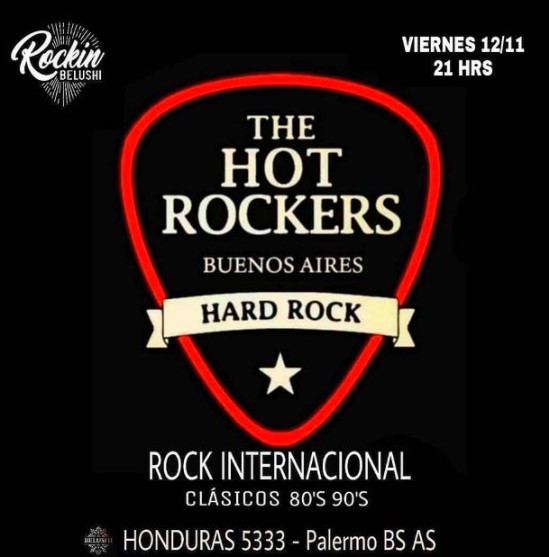 Rockin
BELUSHI
VIERNES 12/11
21 HRS
THE
HOT
ROCKERS
BUENOS AIRES
HARD ROCK
ROCK INTERNACIONAL
CLÁSICOS 80'S 90'S
BELUSHI
HONDURAS 5333 - Palermo BS AS